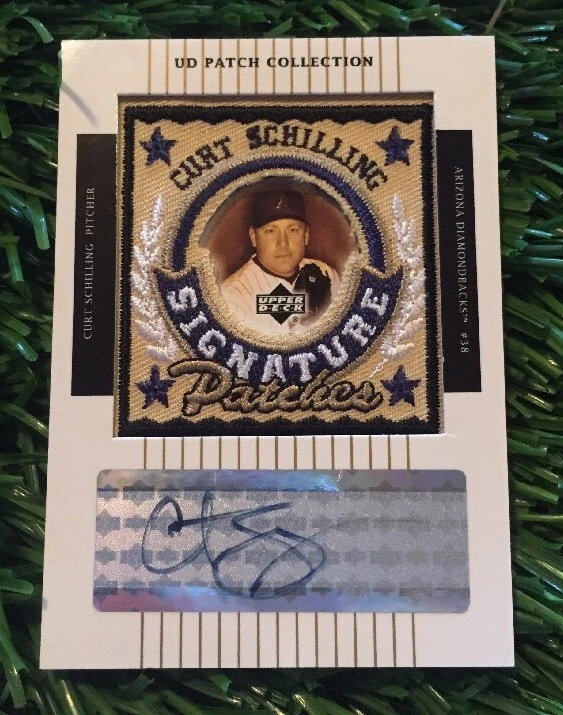 UD PATCH COLLECTION
CURT SCHILLING
CURT SCHILLING PITCHER
ARIZONA DIAMONDBACKS™ #38
UPPER
DECK
®
SIGNATURE
Patches